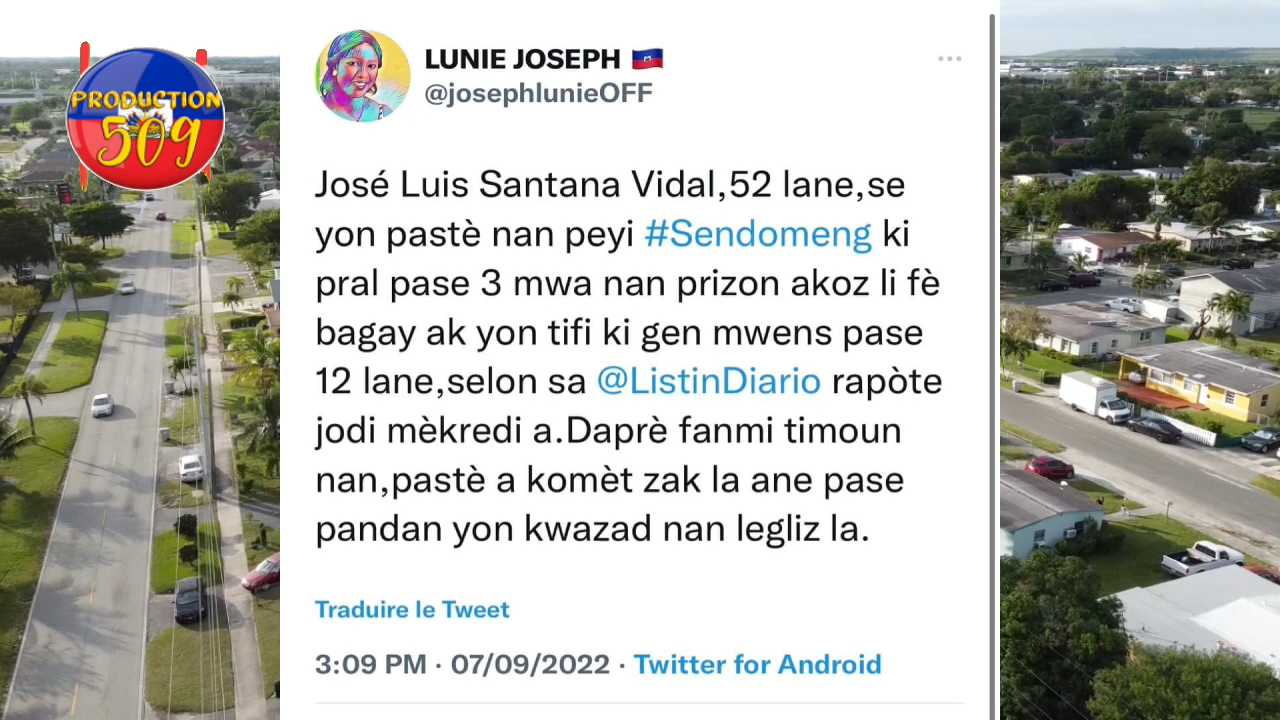 PRODUCTION
509
LUNIE JOSEPH
@josephlunieOFF
José Luis Santana Vidal,52 lane,se
yon pastè nan peyi #Sendomeng ki
pral pase 3 mwa nan prizon akoz li fè
bagay ak yon tifi ki gen mwens pase
12 lane,selon sa @ListinDiario rapòte
jodi mèkredi a.Daprè fanmi timoun
nan,pastè a komèt zak la ane pase
pandan yon kwazad nan legliz la.
Traduire le Tweet
3:09 PM · 07/09/2022 · Twitter for Android